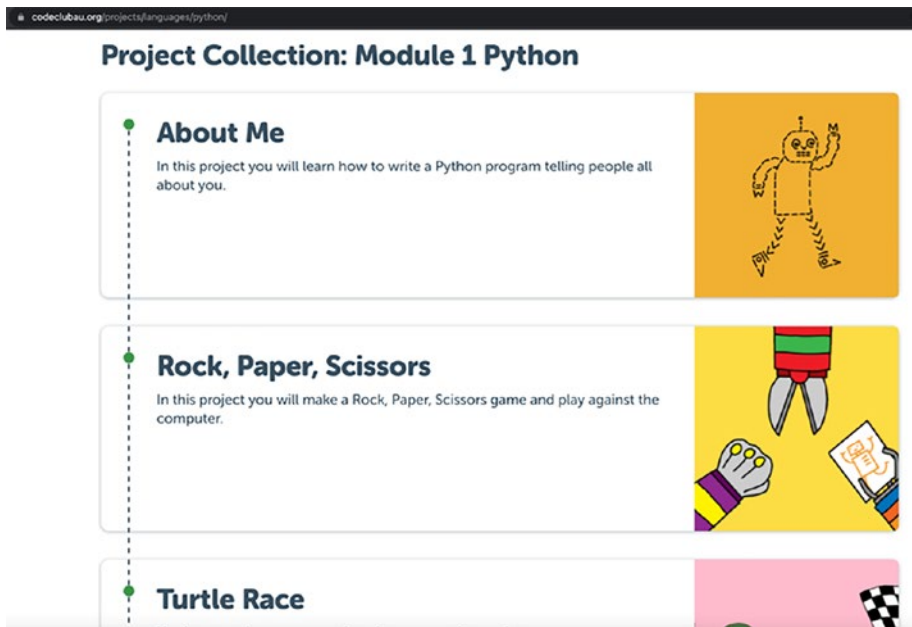 codeclubau.org/projects/languages/python/
Project Collection: Module 1 Python
About Me
In this project you will learn how to write a Python program telling people all
about you.
Rock, Paper, Scissors
In this project you will make a Rock, Paper, Scissors game and play against the
computer.
Turtle Race